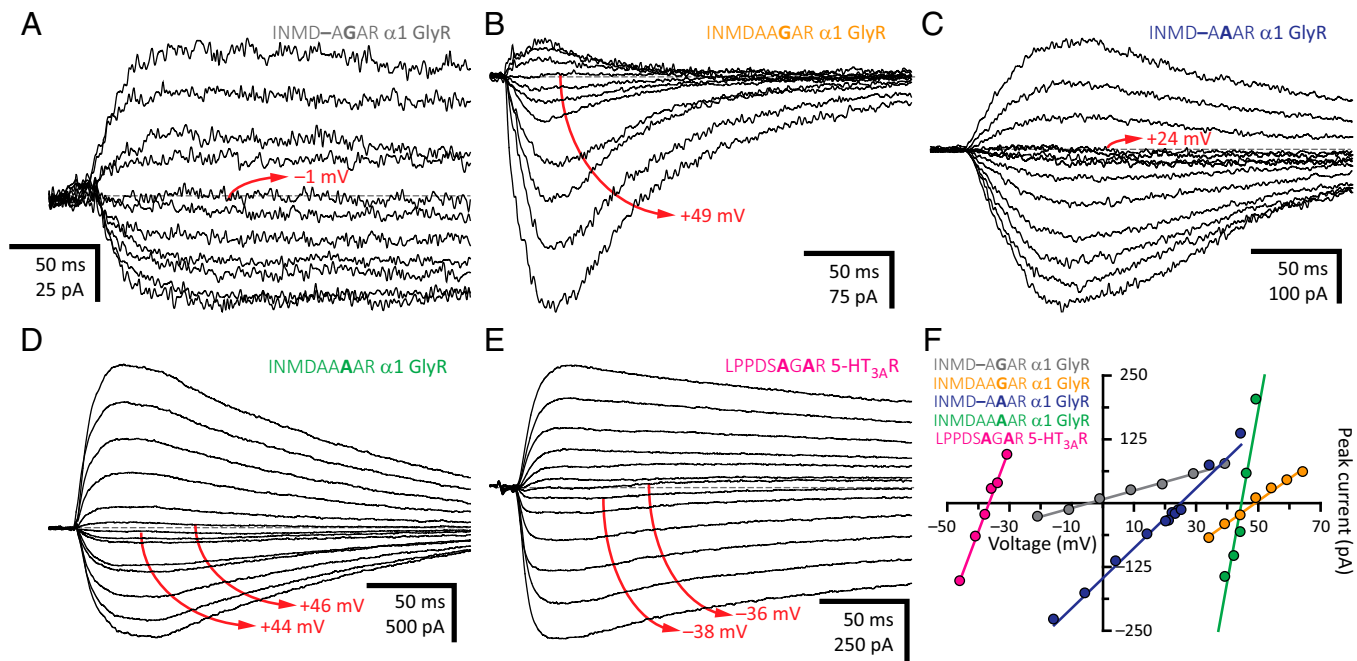 A
INMD–AGAR α1 GlyR
–1 mV
50 ms
25 pA
B
INMDAAGAR α1 GlyR
+49 mV
50 ms
75 pA
C
INMD–AAAR α1 GlyR
+24 mV
50 ms
100 pA
D
INMDAAAAR α1 GlyR
+46 mV
+44 mV
50 ms
500 pA
E
LPPDSAGAR 5-HT3AR
–36 mV
–38 mV
50 ms
250 pA
F
INMD–AGAR α1 GlyR
INMDAAGAR α1 GlyR
INMD–AAAR α1 GlyR
INMDAAAAR α1 GlyR
LPPDSAGAR 5-HT3AR
250
125
–50
–30
10
30
50
70
Voltage (mV)
–125
–250
Peak current (pA)